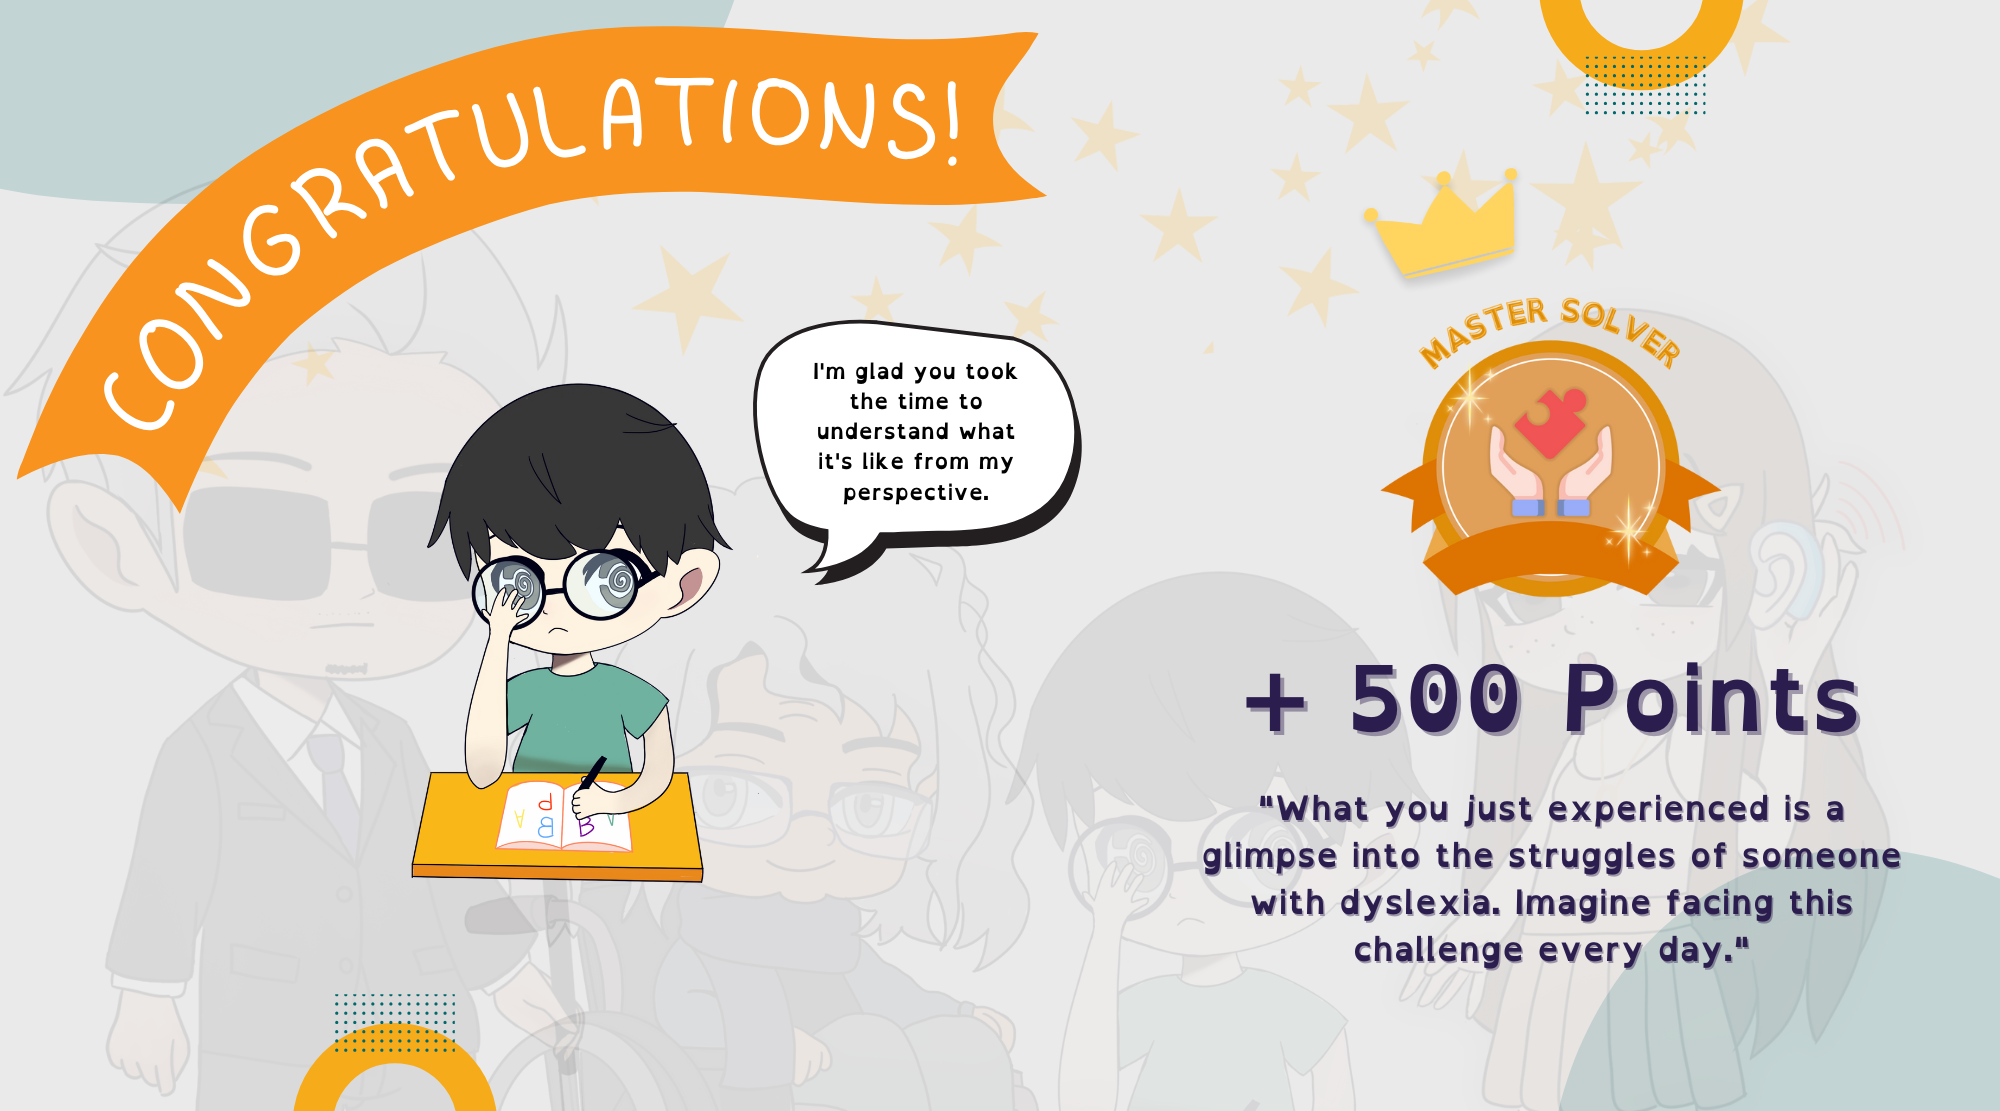 CONGRATULATIONS!
I'm glad you took
the time to
understand what
it's like from my
perspective.
MASTER SOLVER
+ 500 Points
"What you just experienced is a
glimpse into the struggles of someone
with dyslexia. Imagine facing this
challenge every day."
d
A B B A